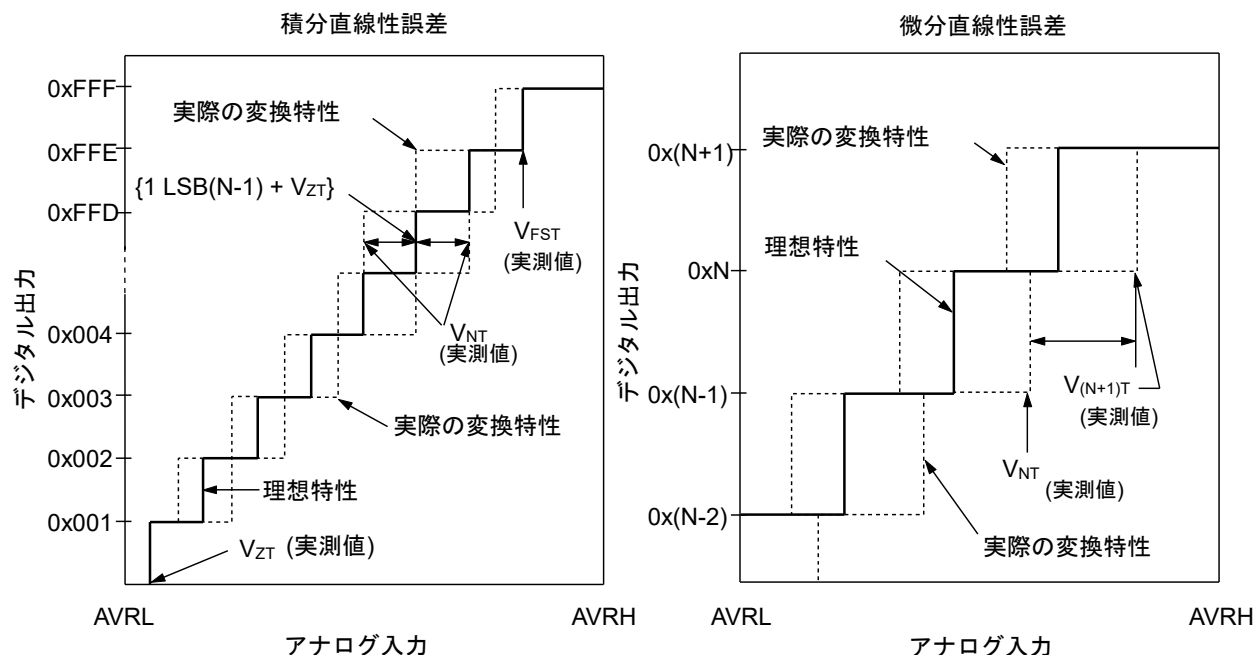 積分直線性誤差
0xFFF
0xFFE
0xFFD
0x004
0x003
0x002
0x001
デジタル出力
実際の変換特性
{1 LSB(N-1) + VZT}
VFST
(実測値)
VNT
(実測値)
実際の変換特性
理想特性
VZT (実測値)
AVRL
AVRH
アナログ入力
微分直線性誤差
0x(N+1)
0xN
0x(N-1)
0x(N-2)
デジタル出力
実際の変換特性
理想特性
V(N+1)T
(実測値)
VNT (実測値)
実際の変換特性
AVRL
AVRH
アナログ入力